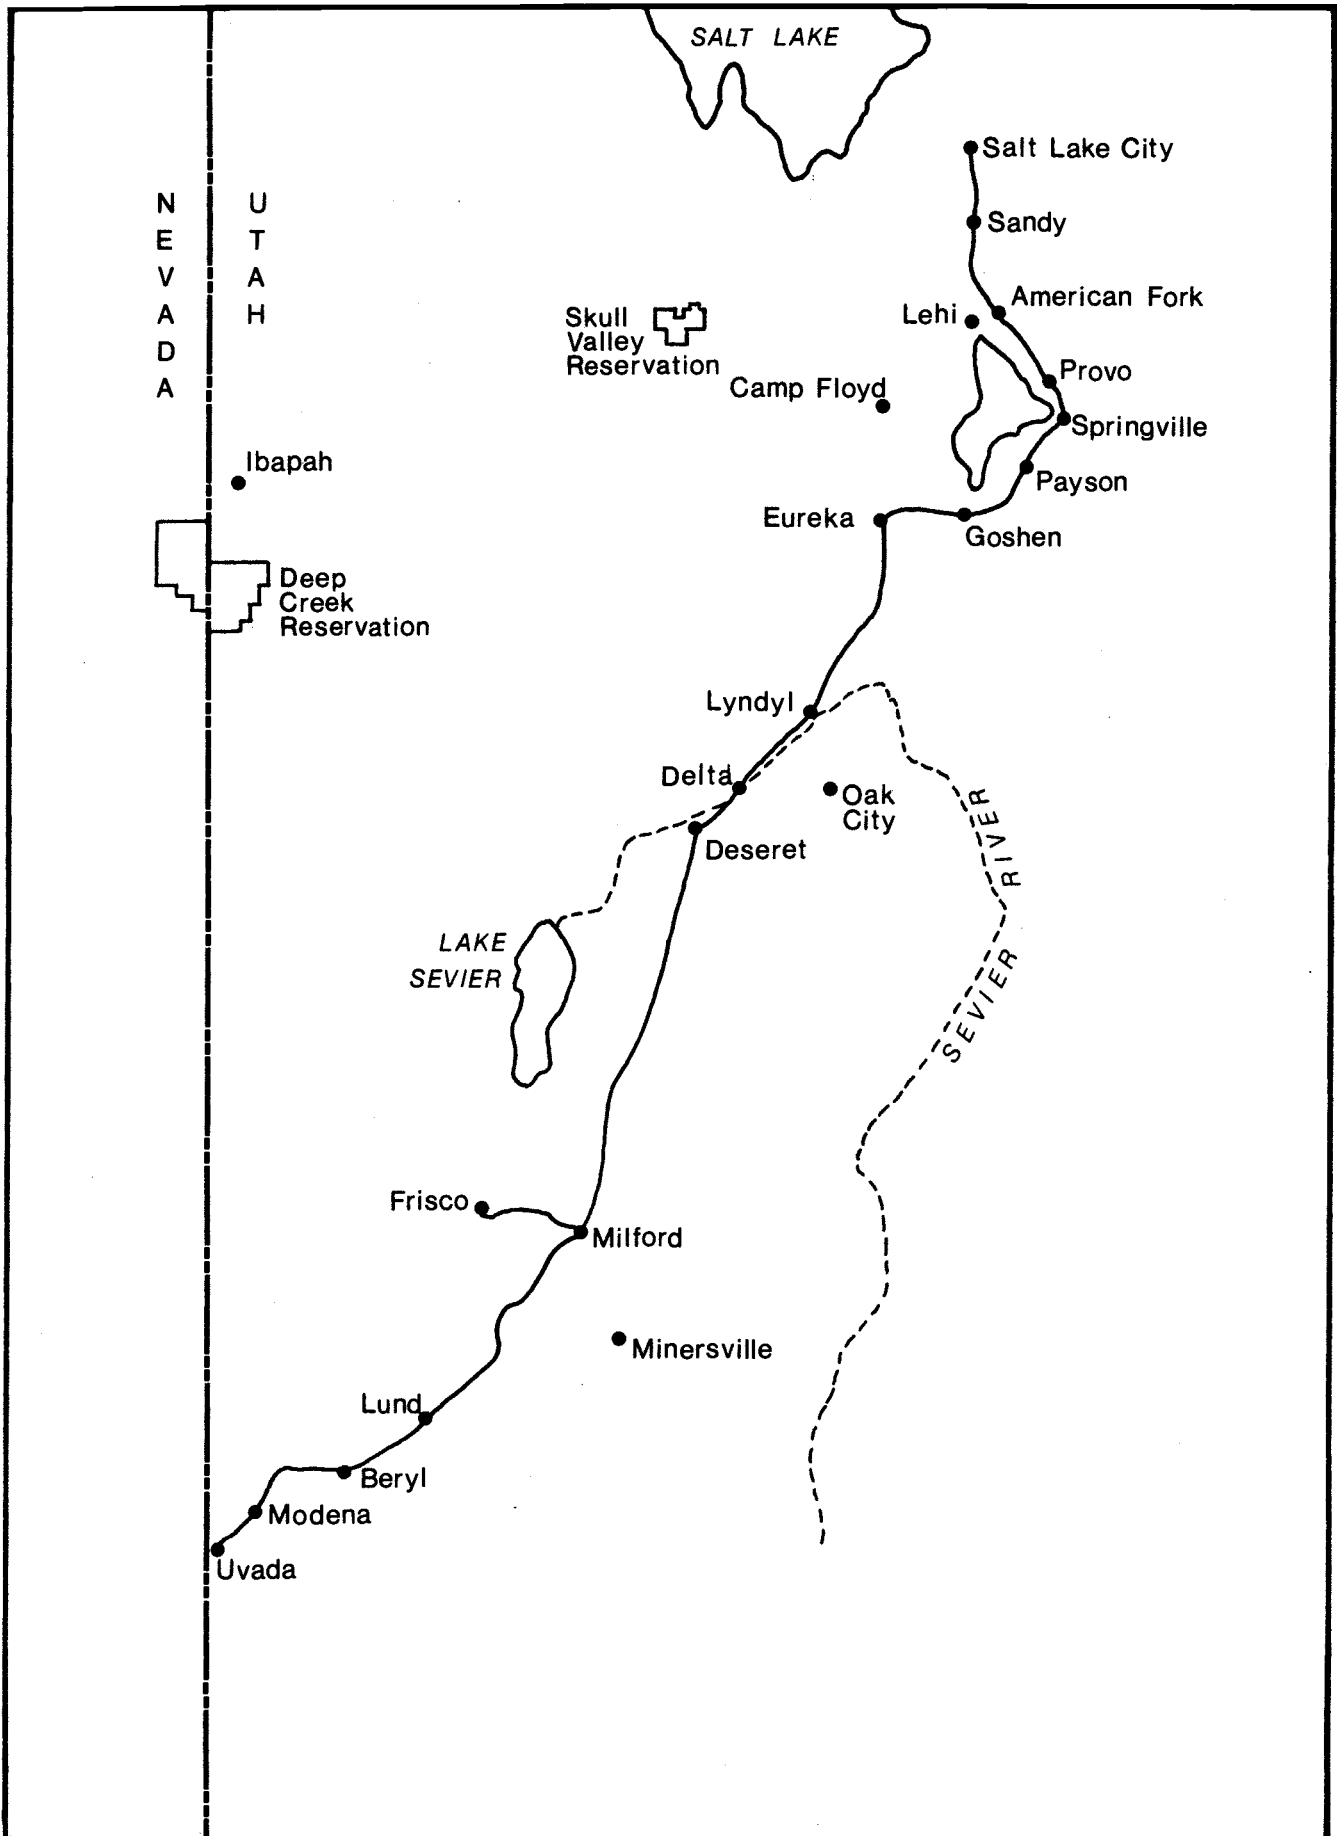 SALT LAKE
Salt Lake City
NEVADA
UTAH
Sandy
American Fork
Lehi
Skull
Valley
Reservation
Provo
Camp Floyd
Springville
Ibapah
Payson
Eureka
Goshen
Deep
Creek
Reservation
Lyndyl
Delta
Oak
City
Deseret
SEVIER RIVER
LAKE
SEVIER
Frisco
Milford
Minersville
Lund
Beryl
Modena
Uvada